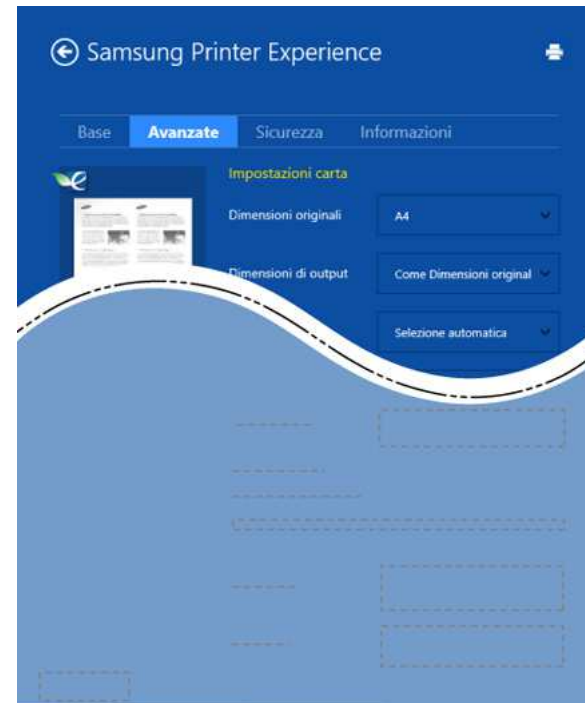 Samsung Printer Experience
Base Avanzate Sicurezza Informazioni
Impostazioni carta
Dimensioni originali A4
Dimensioni di output Come Dimensioni original
Selezione automatica